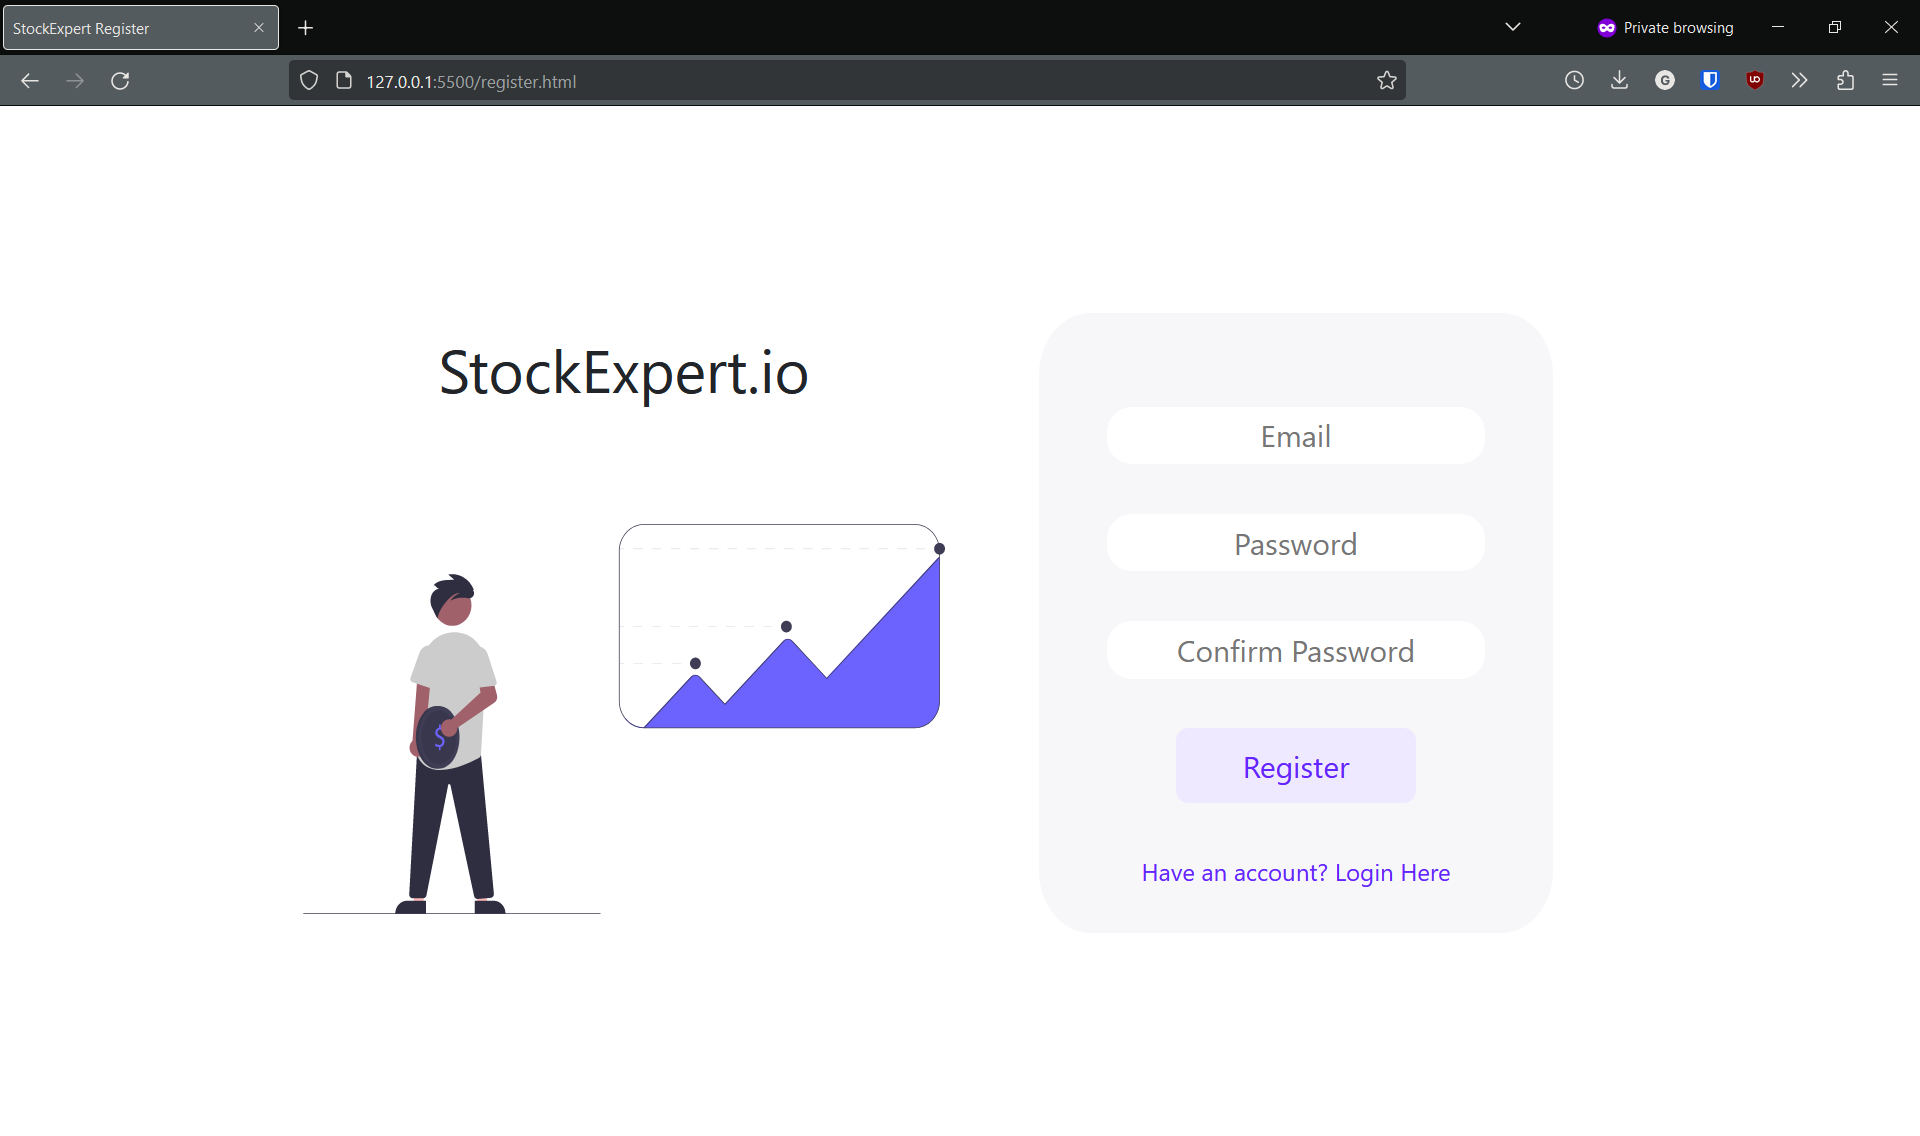 StockExpert Register
Private browsing
127.0.0.1:5500/register.html
G
StockExpert.io
$
Email
Password
Confirm Password
Register
Have an account? Login Here